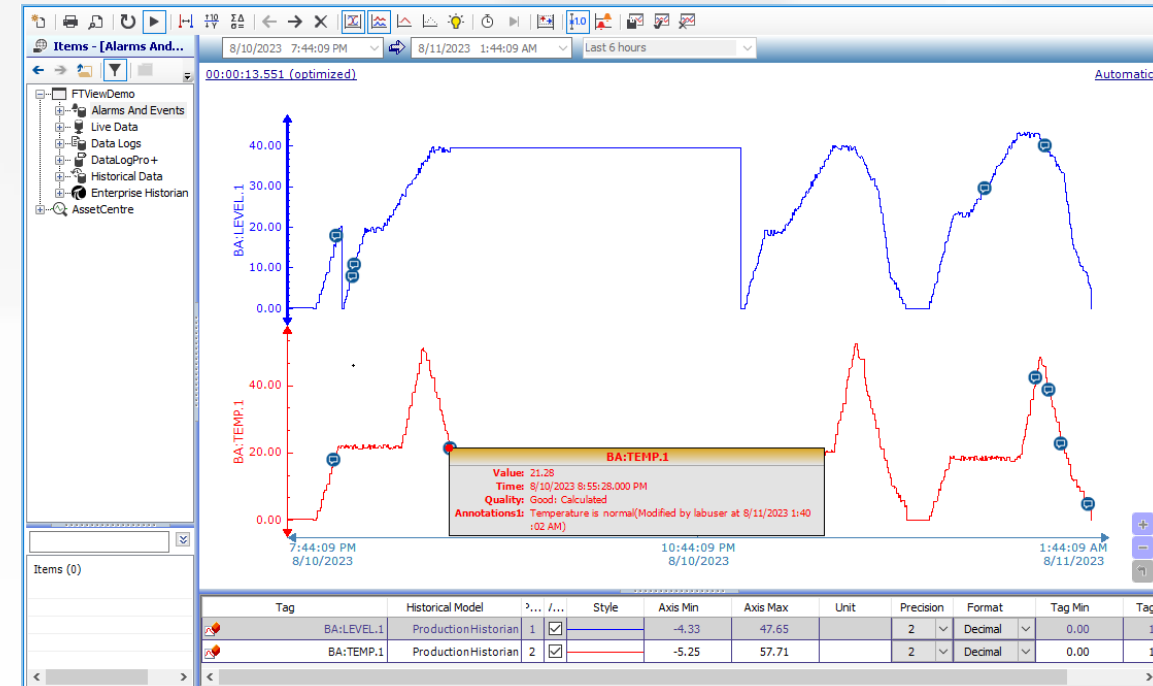 Items - [Alarms And...
8/10/2023 7:44:09 PM
8/11/2023 1:44:09 AM
Last 6 hours
00:00:13.551 (optimized)
Automatic
FTViewDemo
Alarms And Events
Live Data
Data Logs
DataLogPro+
Historical Data
Enterprise Historian
AssetCentre
BA:LEVEL.1
40.00
30.00
20.00
10.00
0.00
BA:TEMP.1
40.00
20.00
0.00
BA:TEMP.1
Value: 21.28
Time: 8/10/2023 8:55:28.000 PM
Quality: Good: Calculated
Annotations1: Temperature is normal(Modified by labuser at 8/11/2023 1:40
:02 AM)
7:44:09 PM
8/10/2023
10:44:09 PM
8/10/2023
1:44:09 AM
8/11/2023
Items (0)
Tag Historical Model ... Style Axis Min Axis Max Unit Precision Format Tag Min Tag
BA:LEVEL.1 ProductionHistorian 1 -4.33 47.65 2 Decimal 0.00 1
BA:TEMP.1 ProductionHistorian 2 -5.25 57.71 2 Decimal 0.00 1